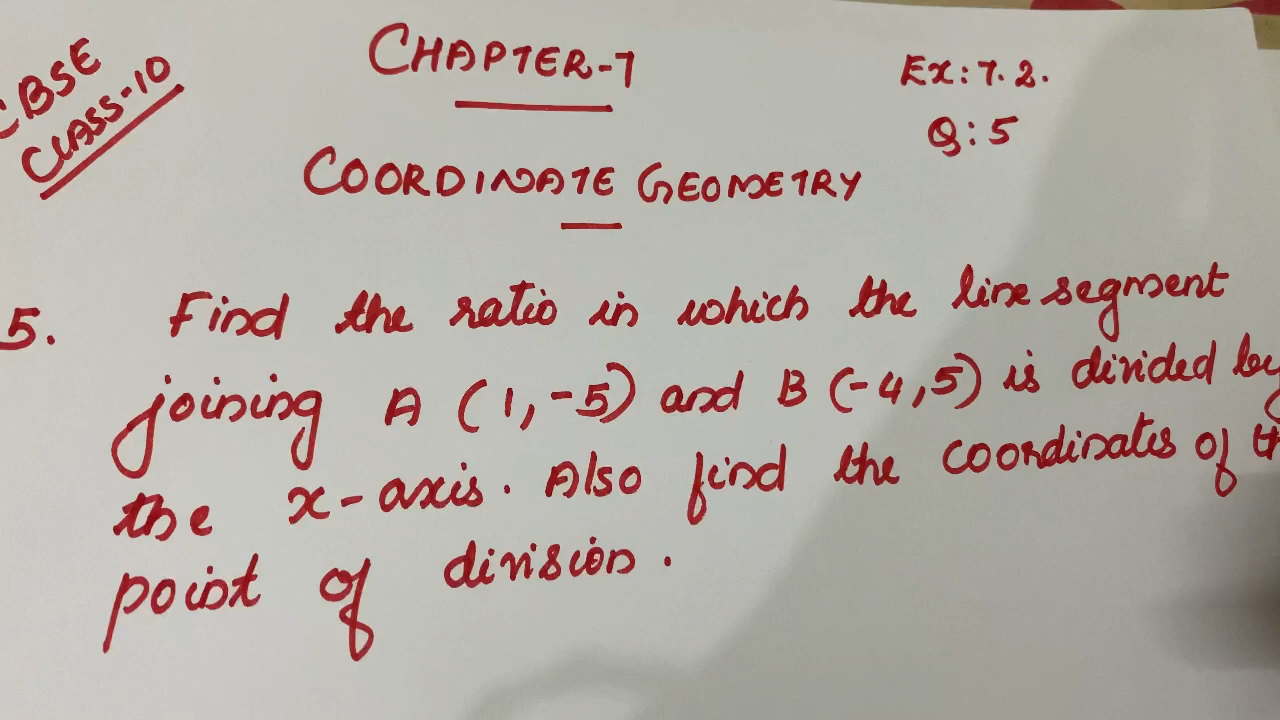 CBSE
CLASS-10
CHAPTER-7
Ex: 7.2.
Q: 5
COORDINATE GEOMETRY
5. Find the ratio in which the line segment
joining A (1,-5) and B (-4,5) is divided by
the x-axis. Also find the coordinates of th
point of division.